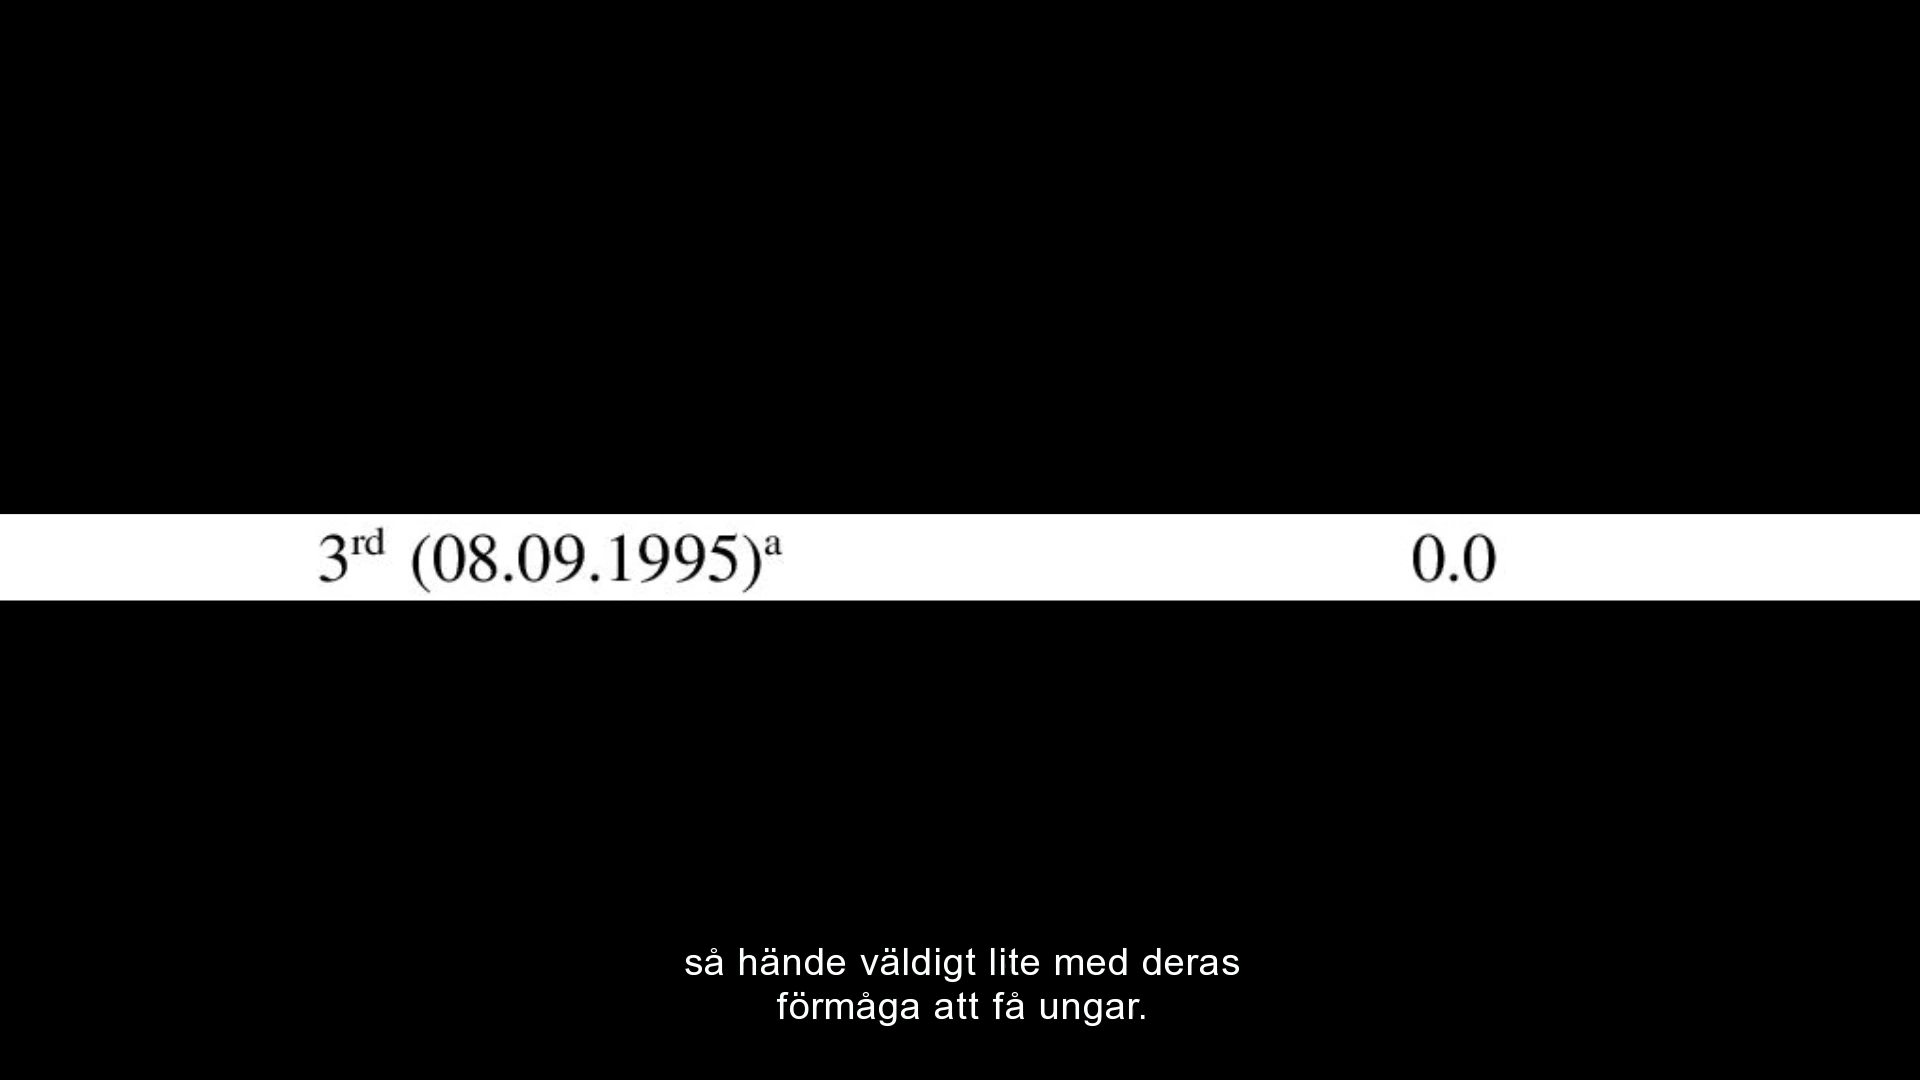 3rd (08.09.1995)a 0.0
så hände väldigt lite med deras
förmåga att få ungar.